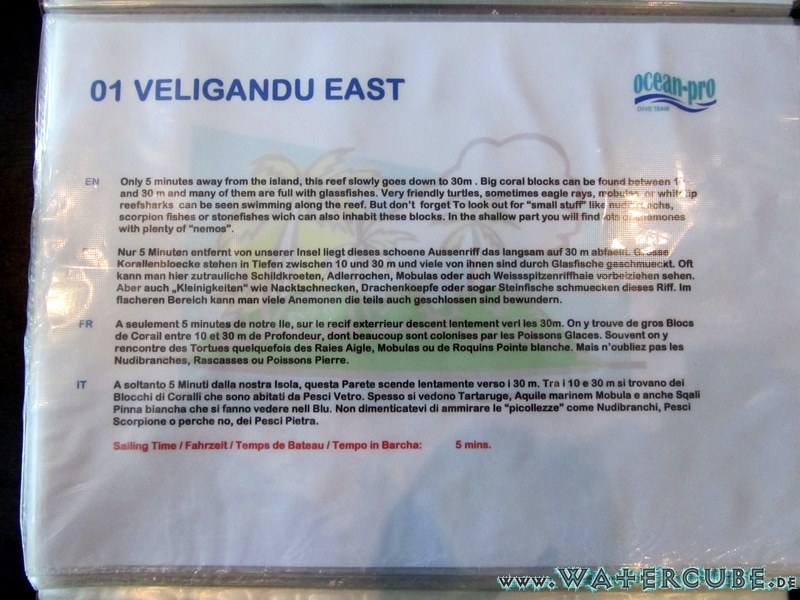 01 VELIGANDU EAST
ocean-pro
DIVE TEAM
EN Only 5 minutes away from the island, this reef slowly goes down to 30m . Big coral blocks can be found between
and 30 m and many of them are full with glassfishes. Very friendly turtles, sometimes eagle rays, mobulas or whitetip
reefsharks can be seen swimming along the reef. But don't forget To look out for "small stuff" like nudibranchs,
scorpion fishes or stonefishes wich can also inhabit these blocks. In the shallow part you will find lots of anemones
with plenty of "nemos".
Nur 5 Minuten entfernt von unserer Insel liegt dieses schoene Aussenriff das langsam auf 30 m abfaellt. Grosse
Korallenbloecke stehen in Tiefen zwischen 10 und 30 m und viele von ihnen sind durch Glasfische geschmueckt. Oft
kann man hier zutrauliche Schildkroeten, Adlerrochen, Mobulas oder auch Weissspitzenriffhaie vorbeiziehen sehen.
Aber auch „Kleinigkeiten" wie Nacktschnecken, Drachenkoepfe oder sogar Steinfische schmuecken dieses Riff. Im
flacheren Bereich kann man viele Anemonen die teils auch geschlossen sind bewundern.
FR A seulement 5 minutes de notre Ile, sur le recif exterrieur descent lentement verl les 30m. On y trouve de gros Blocs
de Corail entre 10 et 30 m de Profondeur, dont beaucoup sont colonises par les Poissons Glaces. Souvent on y
rencontre des Tortues quelquefois des Raies Aigle, Mobulas ou de Roquins Pointe blanche. Mais n'oubliez pas les
Nudibranches, Rascasses ou Poissons Pierre.
IT A soltanto 5 Minuti dalla nostra Isola, questa Parete scende lentamente verso i 30 m. Tra i 10 e 30 m si trovano dei
Blocchi di Coralli che sono abitati da Pesci Vetro. Spesso si vedono Tartaruge, Aquile marinem Mobula e anche Sqali
Pinna biancha che si fanno vedere nell Blu. Non dimenticatevi di ammirare le "picollezze" come Nudibranchi, Pesci
Scorpione o perche no, dei Pesci Pietra.
Sailing Time / Fahrzeit / Temps de Bateau / Tempo in Barcha: 5 mins.
www.WATERCUBE.DE